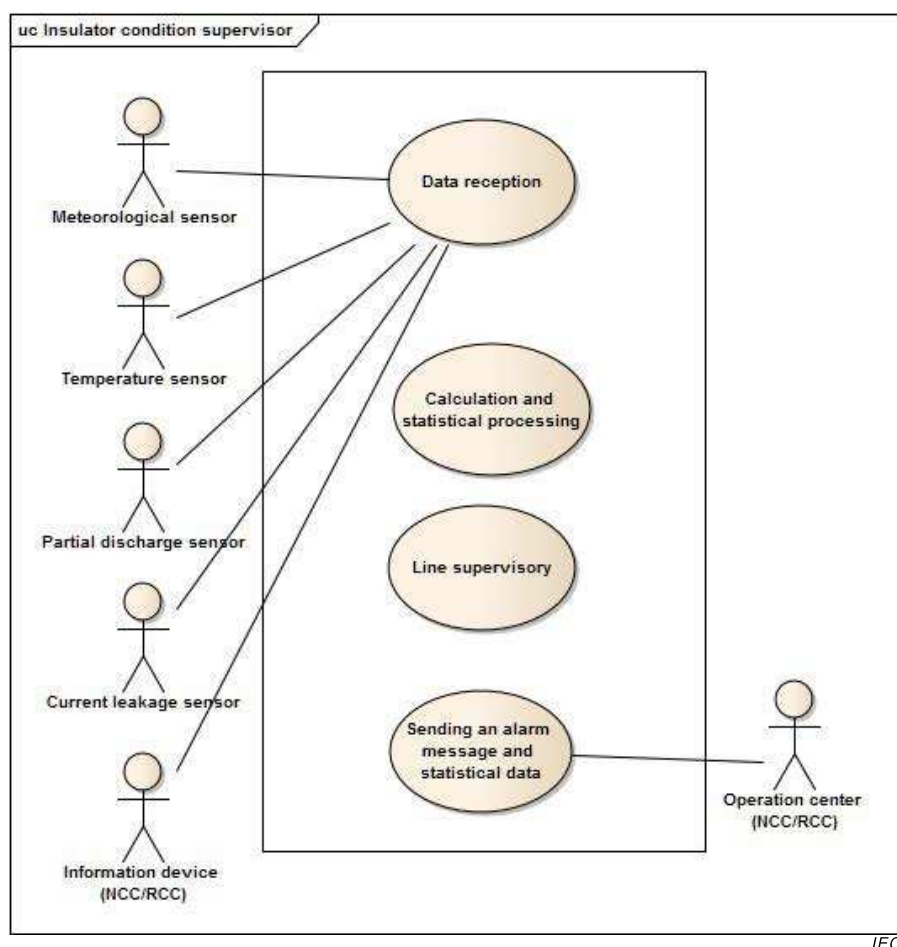 uc Insulator condition supervisor
Meteorological sensor
Data reception
Temperature sensor
Calculation and
statistical processing
Partial discharge sensor
Line supervisory
Current leakage sensor
Sending an alarm
message and
statistical data
Operation center
(NCC/RCC)
Information device
(NCC/RCC)
IEC